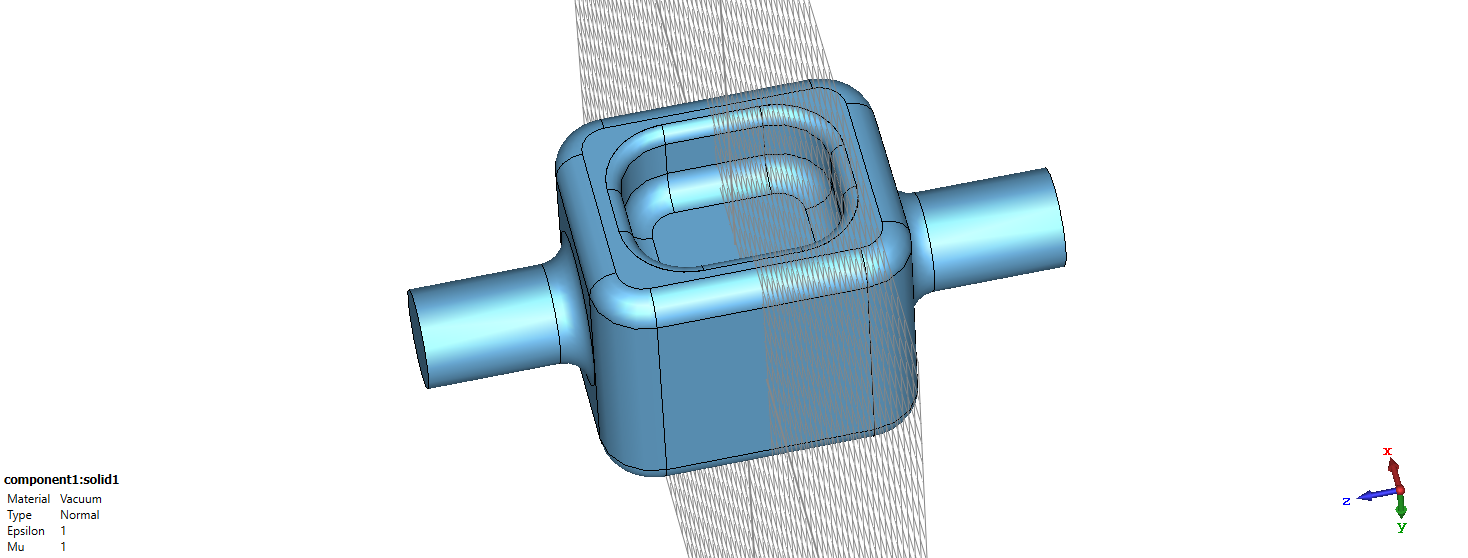 component1:solid1
Material Vacuum
Type Normal
Epsilon 1
Mu 1
x
z
y